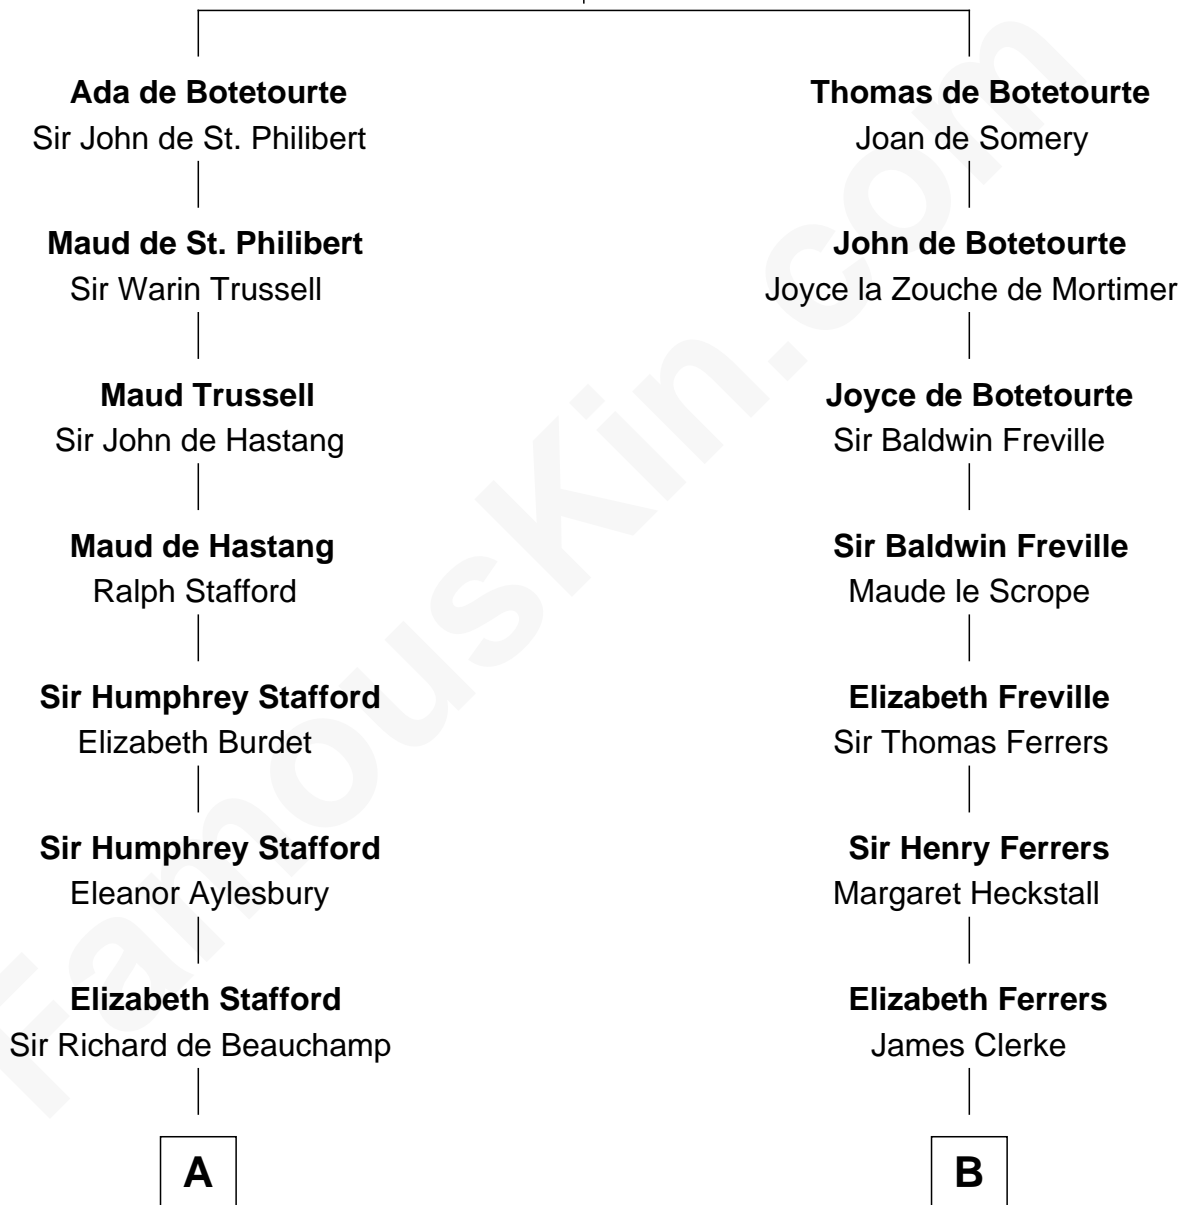 Ada de Botetourte
Sir John de St. Philibert
Maud de St. Philibert
Sir Warin Trussell
Maud Trussell
Sir John de Hastang
Maud de Hastang
Ralph Stafford
Sir Humphrey Stafford
Elizabeth Burdet
Sir Humphrey Stafford
Eleanor Aylesbury
Elizabeth Stafford
Sir Richard de Beauchamp
A
Thomas de Botetourte
Joan de Somery
John de Botetourte
Joyce la Zouche de Mortimer
Joyce de Botetourte
Sir Baldwin Freville
Sir Baldwin Freville
Maude le Scrope
Elizabeth Freville
Sir Thomas Ferrers
Sir Henry Ferrers
Margaret Heckstall
Elizabeth Ferrers
James Clerke
B
FamousKin.com